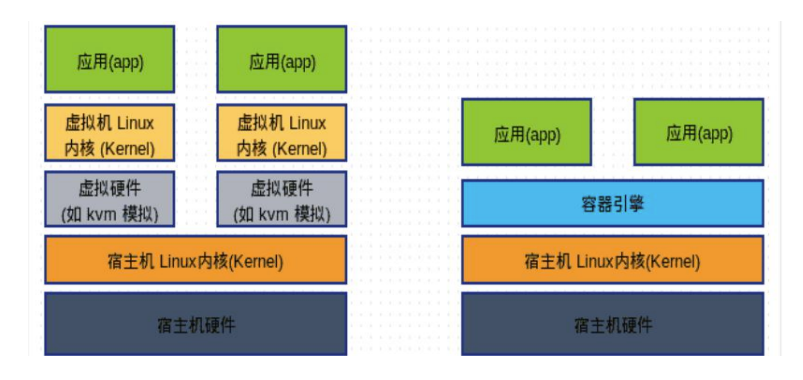 应用(app)
应用(app)
虚拟机 Linux
内核 (Kernel)
虚拟机 Linux
内核 (Kernel)
虚拟硬件
(如 kvm 模拟)
虚拟硬件
(如 kvm 模拟)
宿主机 Linux内核(Kernel)
宿主机硬件
应用(app)
应用(app)
容器引擎
宿主机 Linux内核(Kernel)
宿主机硬件